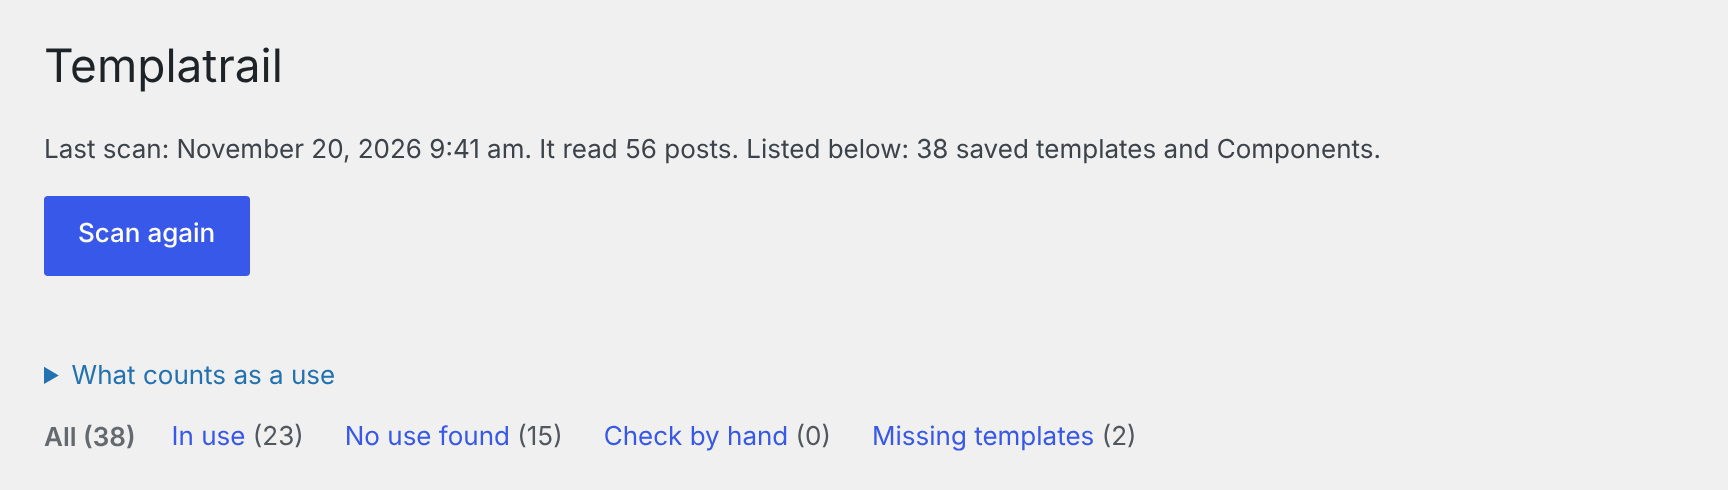 Templatrail
Last scan: November 20, 2026 9:41 am. It read 56 posts. Listed below: 38 saved templates and Components.
Scan again
What counts as a use
All (38) In use (23) No use found (15) Check by hand (0) Missing templates (2)